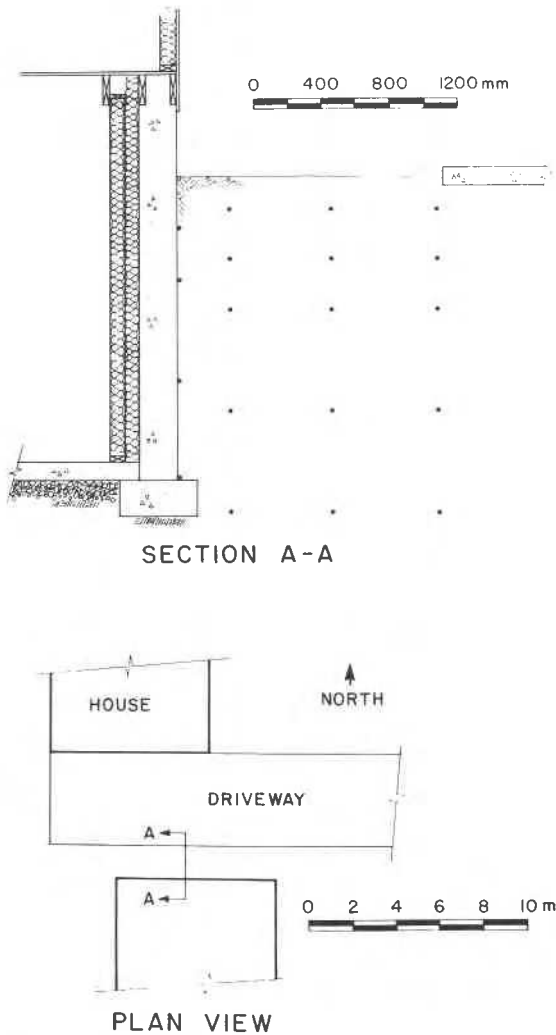 0 400 800 1200 mm
SECTION A-A
HOUSE
NORTH
DRIVEWAY
A
A
0 2 4 6 8 10 m
PLAN VIEW